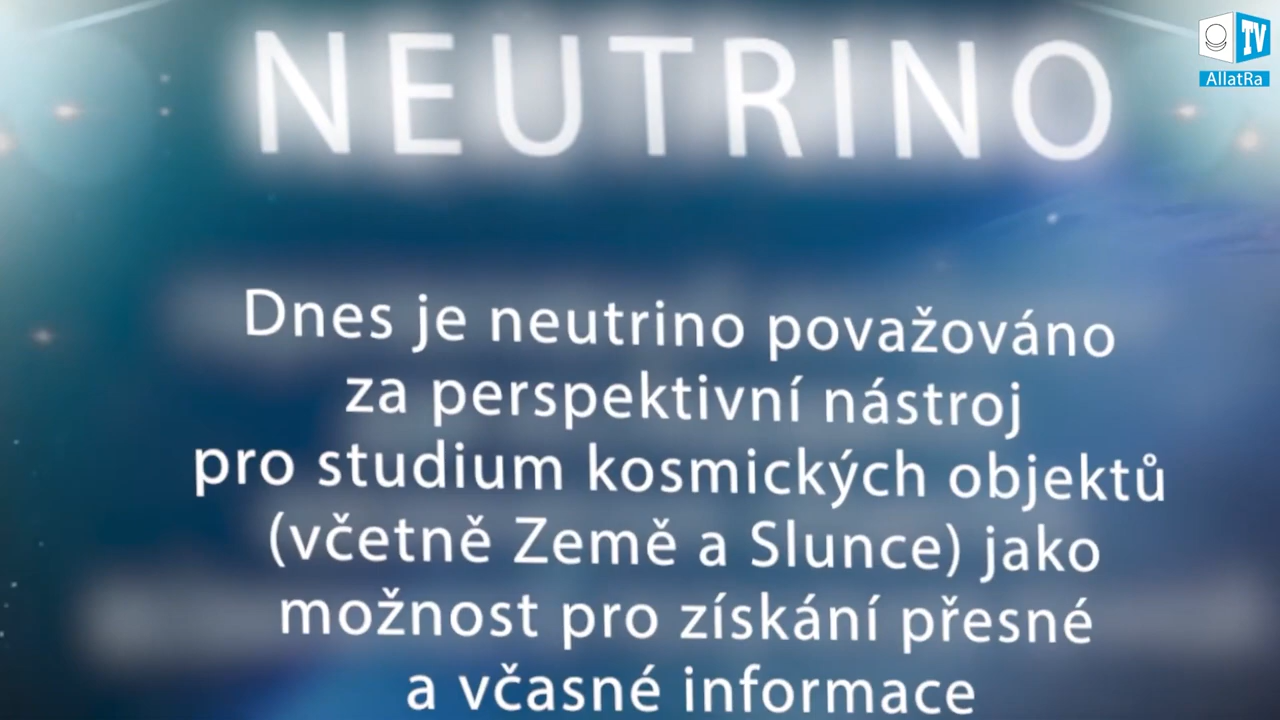 NEUTRINO
TV
AllatRa
Dnes je neutrino považováno
za perspektivní nástroj
pro studium kosmických objektů
(včetně Země a Slunce) jako
možnost pro získání přesné
a včasné informace